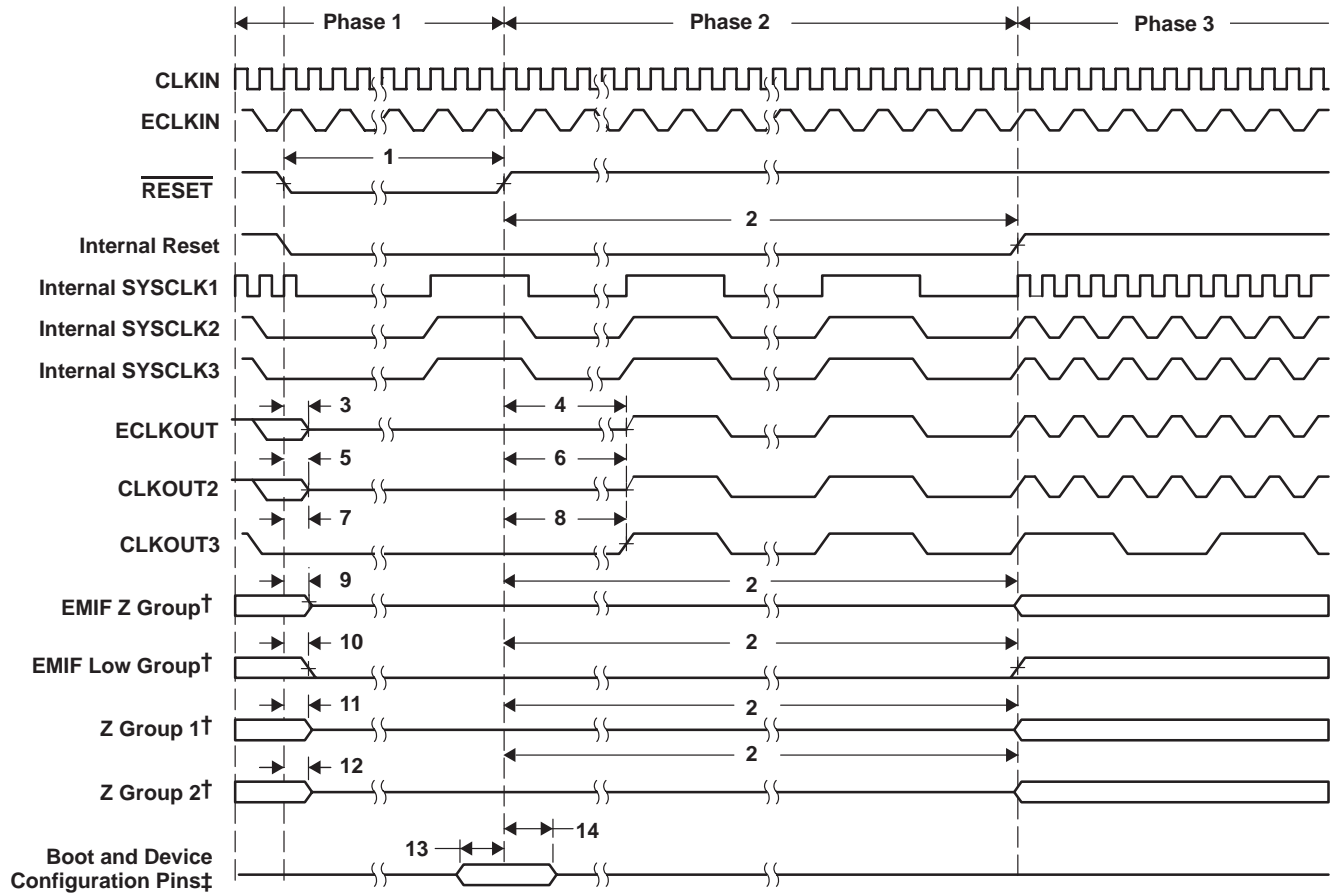 Phase 1
Phase 2
Phase 3
CLKIN
ECLKIN
1
RESET
2
Internal Reset
Internal SYSCLK1
Internal SYSCLK2
Internal SYSCLK3
3
4
ECLKOUT
5
6
CLKOUT2
7
8
CLKOUT3
9
2
EMIF Z Group†
10
2
EMIF Low Group†
11
2
Z Group 1†
2
12
Z Group 2†
14
13
Boot and Device
Configuration Pins‡